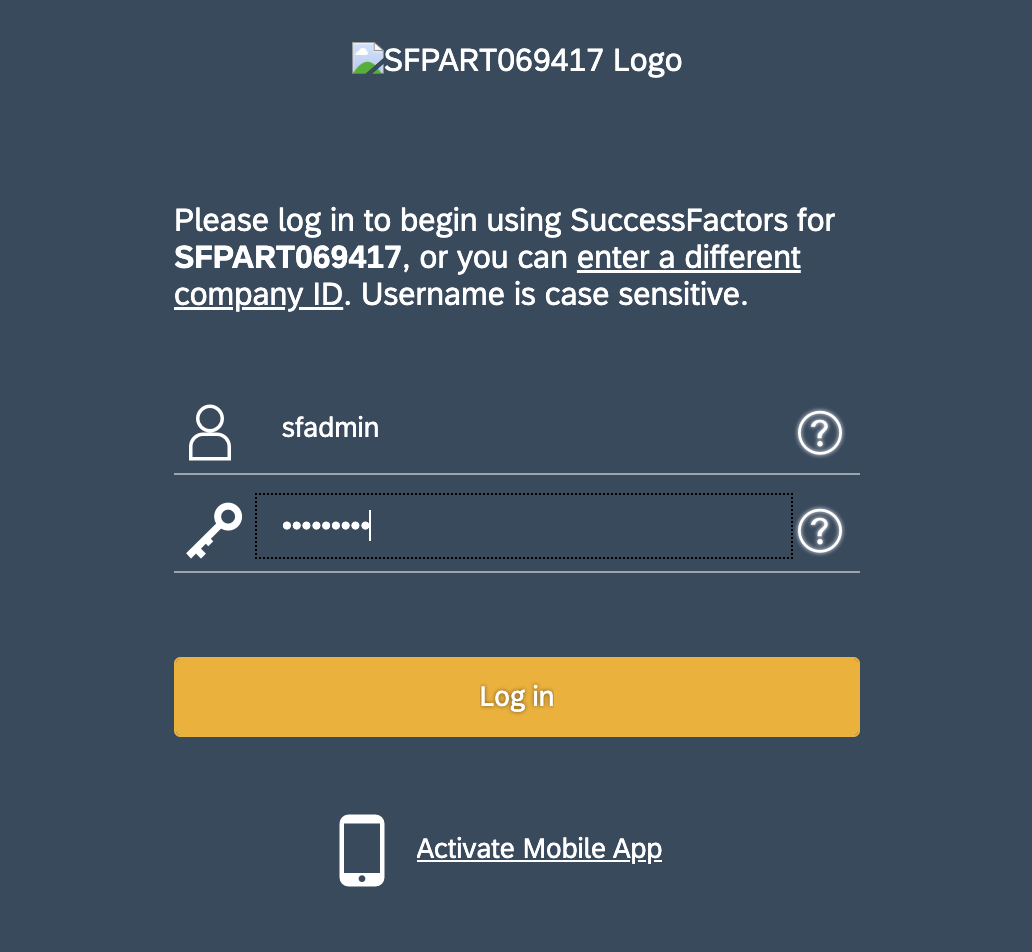 SFPART069417 Logo
Please log in to begin using SuccessFactors for
SFPART069417, or you can enter a different
company ID. Username is case sensitive.
sfadmin
?
•••••••••
?
Log in
Activate Mobile App